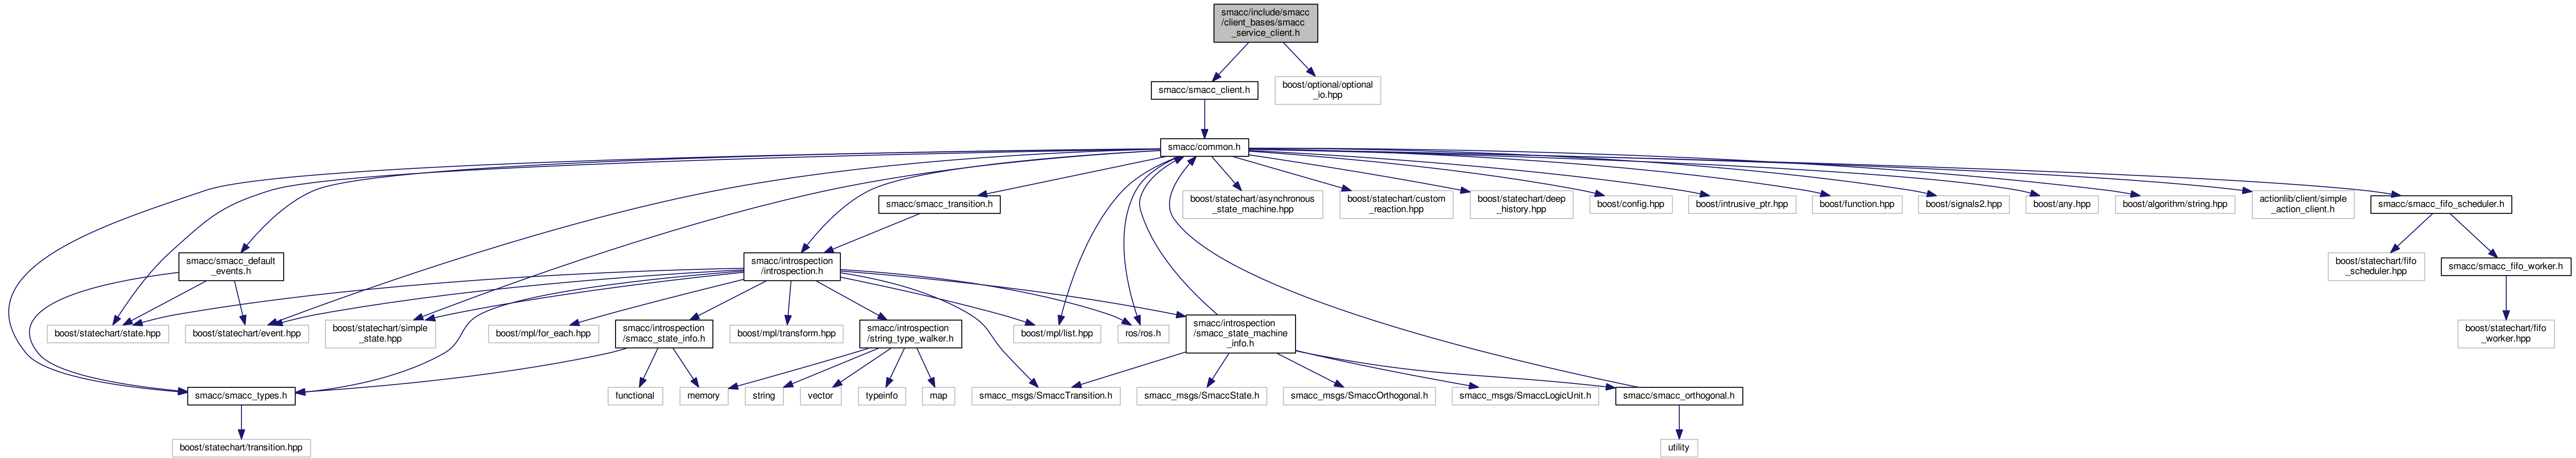 smacc/include/smacc
/client_bases/smacc
_service_client.h
smacc/smacc_client.h
boost/optional/optional
_io.hpp
smacc/common.h
smacc/smacc_transition.h
boost/statechart/asynchronous
_state_machine.hpp
boost/statechart/custom
_reaction.hpp
boost/statechart/deep
_history.hpp
boost/config.hpp
boost/intrusive_ptr.hpp
boost/function.hpp
boost/signals2.hpp
boost/any.hpp
boost/algorithm/string.hpp
actionlib/client/simple
_action_client.h
smacc/smacc_fifo_scheduler.h
smacc/smacc_default
_events.h
smacc/introspection
/introspection.h
boost/statechart/fifo
_scheduler.hpp
smacc/smacc_fifo_worker.h
boost/statechart/state.hpp
boost/statechart/event.hpp
boost/statechart/simple
_state.hpp
boost/mpl/for_each.hpp
smacc/introspection
/smacc_state_info.h
boost/mpl/transform.hpp
smacc/introspection
/string_type_walker.h
boost/mpl/list.hpp
ros/ros.h
smacc/introspection
/smacc_state_machine
_info.h
boost/statechart/fifo
_worker.hpp
smacc/smacc_types.h
functional
memory
string
vector
typeinfo
map
smacc_msgs/SmaccTransition.h
smacc_msgs/SmaccState.h
smacc_msgs/SmaccOrthogonal.h
smacc_msgs/SmaccLogicUnit.h
smacc/smacc_orthogonal.h
boost/statechart/transition.hpp
utility